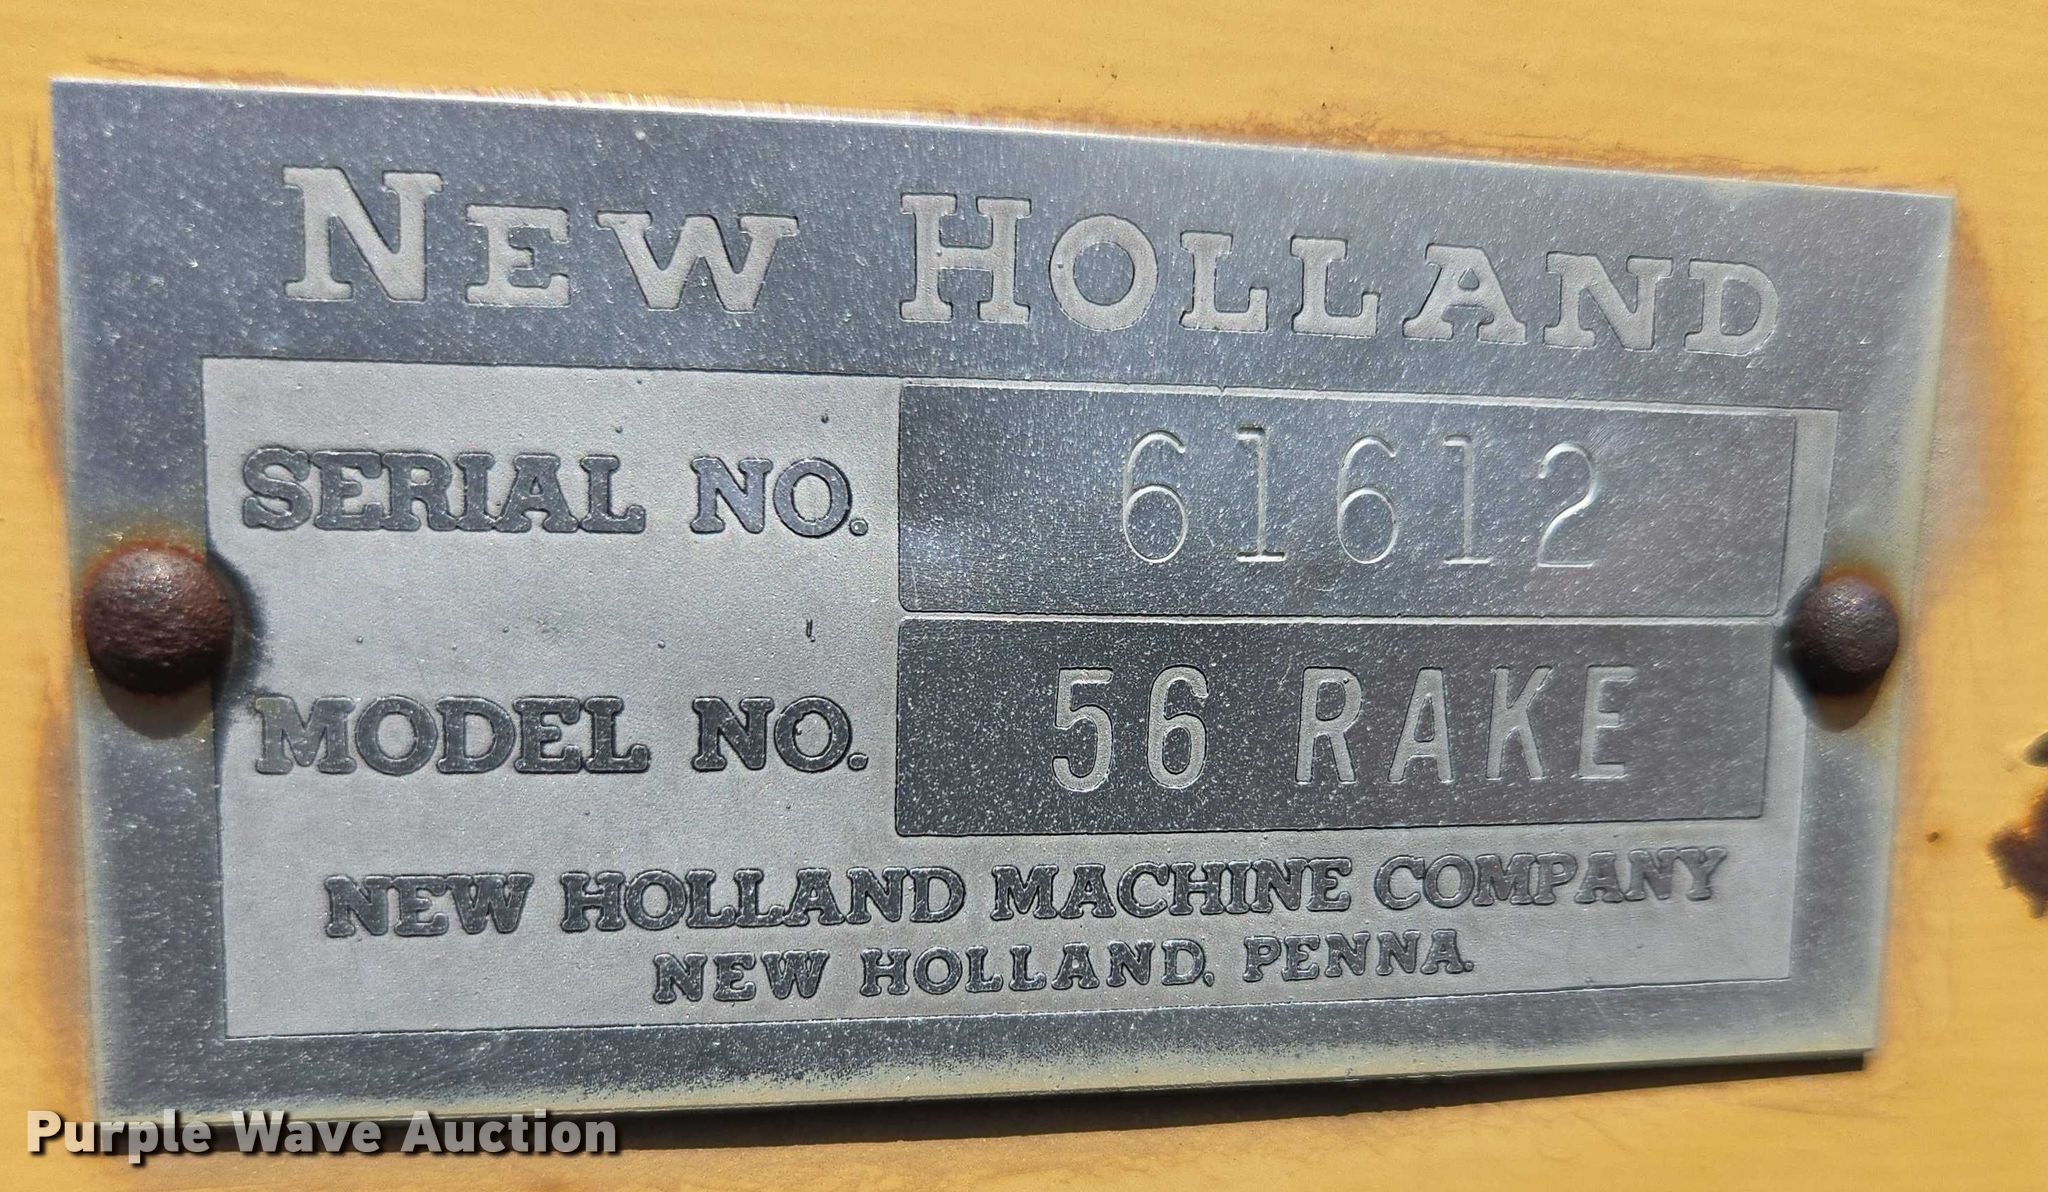 NEW HOLLAND
SERIAL NO. 61612
MODEL NO. 56 RAKE
NEW HOLLAND MACHINE COMPANY
NEW HOLLAND, PENNA.
Purple Wave Auction